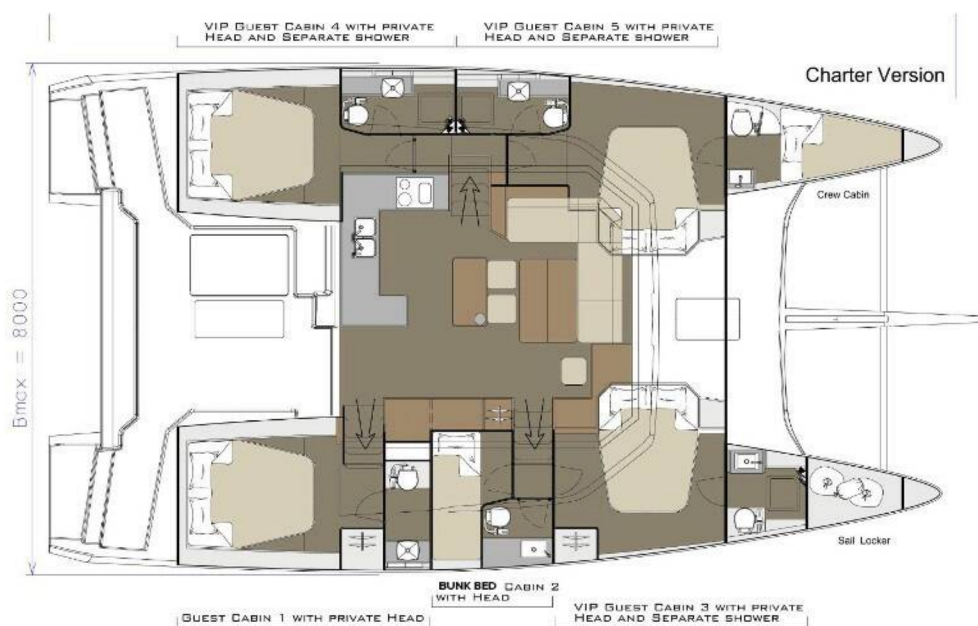 VIP GUEST CABIN 4 WITH PRIVATE
HEAD AND SEPARATE SHOWER
VIP GUEST CABIN 5 WITH PRIVATE
HEAD AND SEPARATE SHOWER
Charter Version
Crew Cabin
Bmax = 8000
Sail Locker
BUNK BED CABIN 2
WITH HEAD
GUEST CABIN 1 WITH PRIVATE HEAD
VIP GUEST CABIN 3 WITH PRIVATE
HEAD AND SEPARATE SHOWER